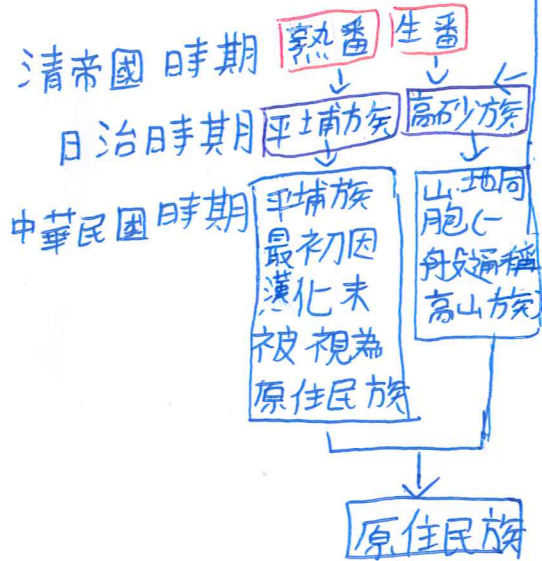 清帝國時期 熟番 生番
日治時期 平埔族 高砂族
中華民國時期
平埔族
最初因
漢化未
被視為
原住民族
山地同
胞(一
般通稱
高山族
原住民族